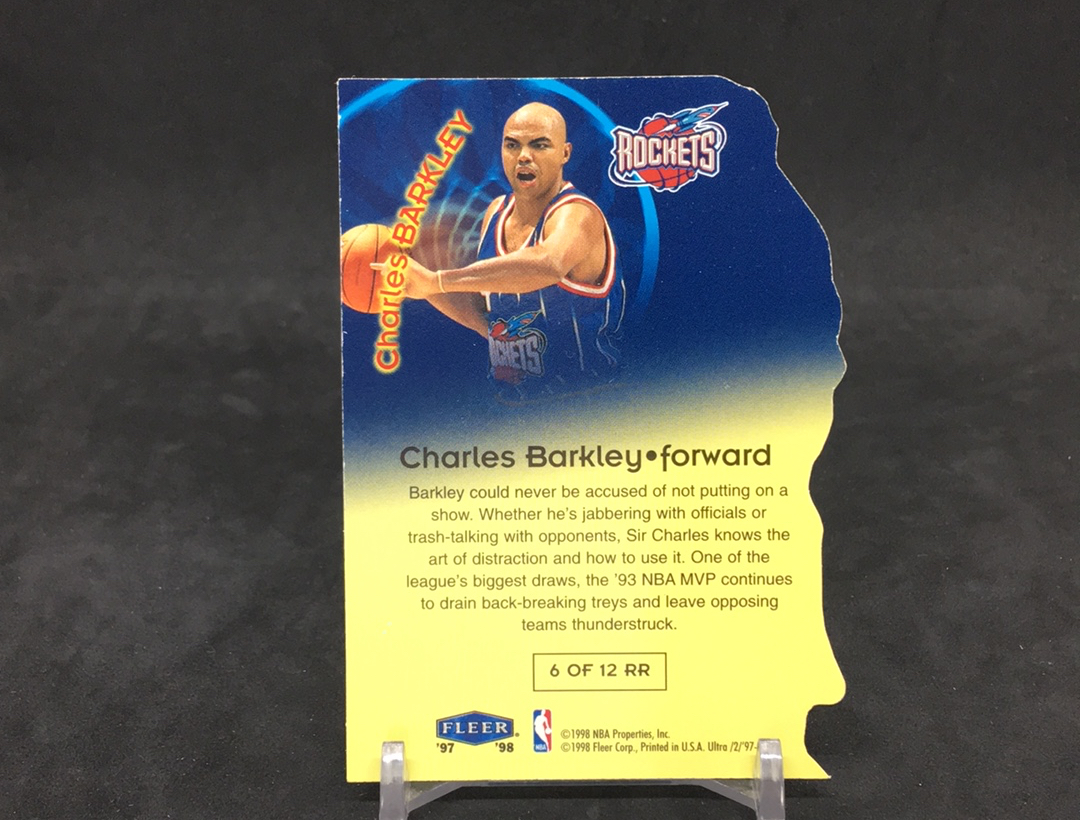 Charles BARKLEY
ROCKETS
ROCKETS
Charles Barkley•forward
Barkley could never be accused of not putting on a
show. Whether he's jabbering with officials or
trash-talking with opponents, Sir Charles knows the
art of distraction and how to use it. One of the
league's biggest draws, the '93 NBA MVP continues
to drain back-breaking treys and leave opposing
teams thunderstruck.
6 OF 12 RR
FLEER®
'97 '98
NBA
©1998 NBA Properties, Inc.
©1998 Fleer Corp., Printed in U.S.A. Ultra /2/'97-